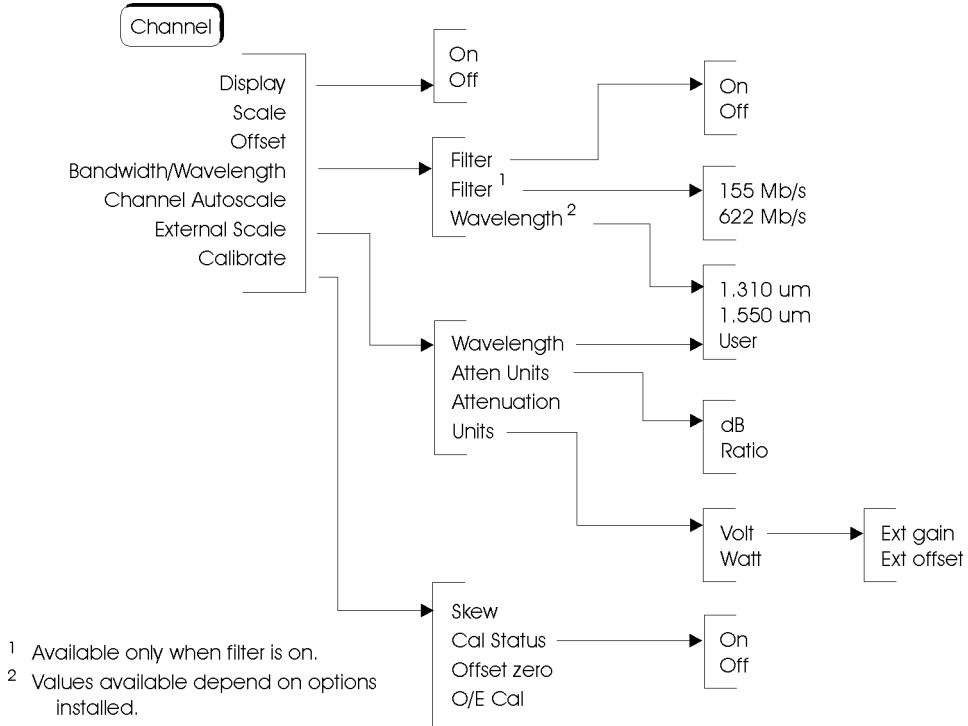 Channel
Display
Scale
Offset
Bandwidth/Wavelength
Channel Autoscale
External Scale
Calibrate
On
Off
Filter
Filter 1
Wavelength 2
On
Off
155 Mb/s
622 Mb/s
1.310 um
1.550 um
User
Wavelength
Atten Units
Attenuation
Units
dB
Ratio
Volt
Watt
Ext gain
Ext offset
Skew
Cal Status
Offset zero
O/E Cal
On
Off
1 Available only when filter is on.
2 Values available depend on options
installed.